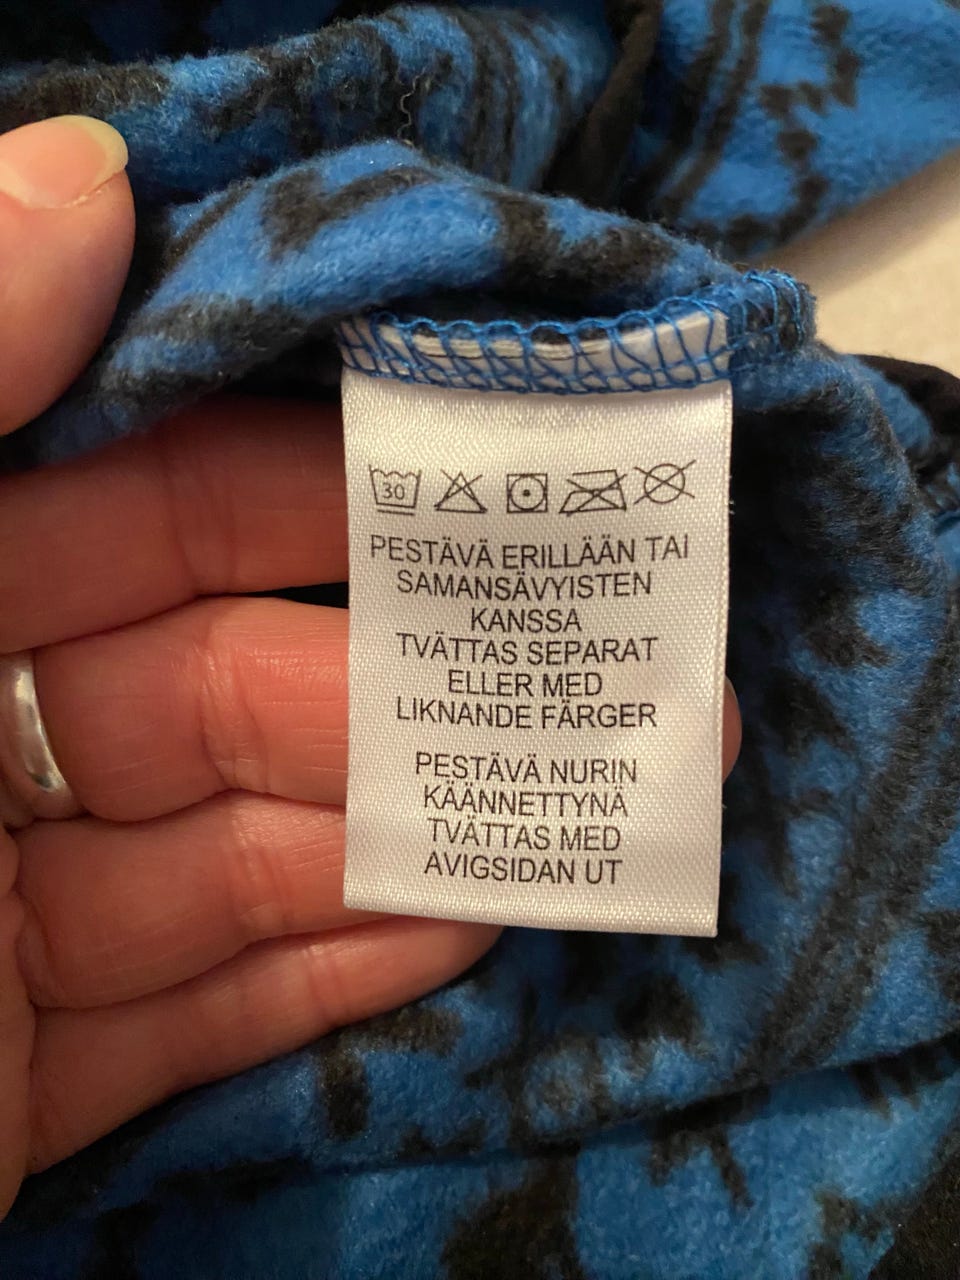 30
PESTÄVÄ ERILLÄÄN TAI
SAMANSÄVYISTEN
KANSSA
TVÄTTAS SEPARAT
ELLER MED
LIKNANDE FÄRGER
PESTÄVÄ NURIN
KÄÄNNETTYNÄ
TVÄTTAS MED
AVIGSIDAN UT